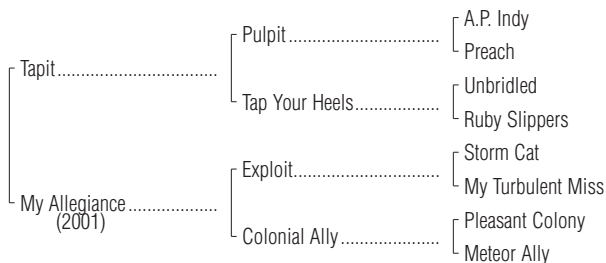 A.P. Indy
Pulpit........................................
Preach
Tapit..........................................
Unbridled
Tap Your Heels......................
Ruby Slippers
Storm Cat
Exploit.......................................
My Turbulent Miss
My Allegiance.......................
(2001)
Pleasant Colony
Colonial Ally..........................
Meteor Ally